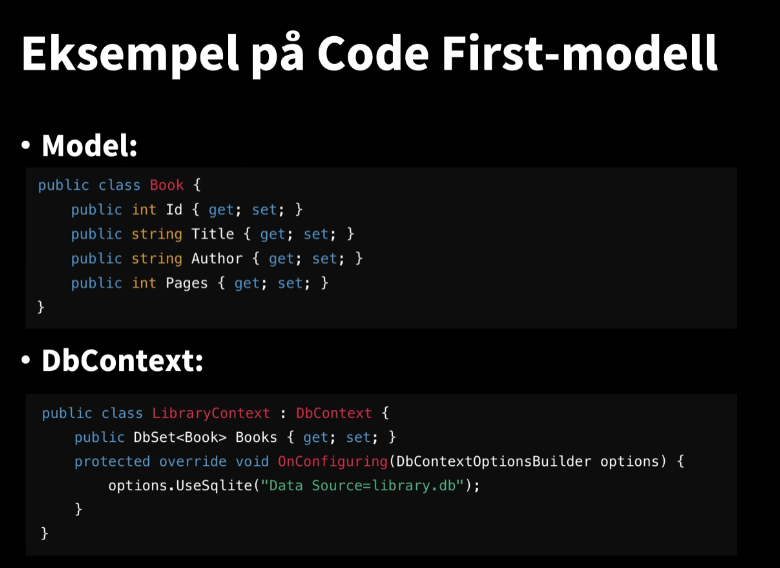 Eksempel på Code First-modell
• Model:
public class Book {
    public int Id { get; set; }
    public string Title { get; set; }
    public string Author { get; set; }
    public int Pages { get; set; }
}
• DbContext:
public class LibraryContext : DbContext {
    public DbSet<Book> Books { get; set; }
    protected override void OnConfiguring(DbContextOptionsBuilder options) {
        options.UseSqlite("Data Source=library.db");
    }
}